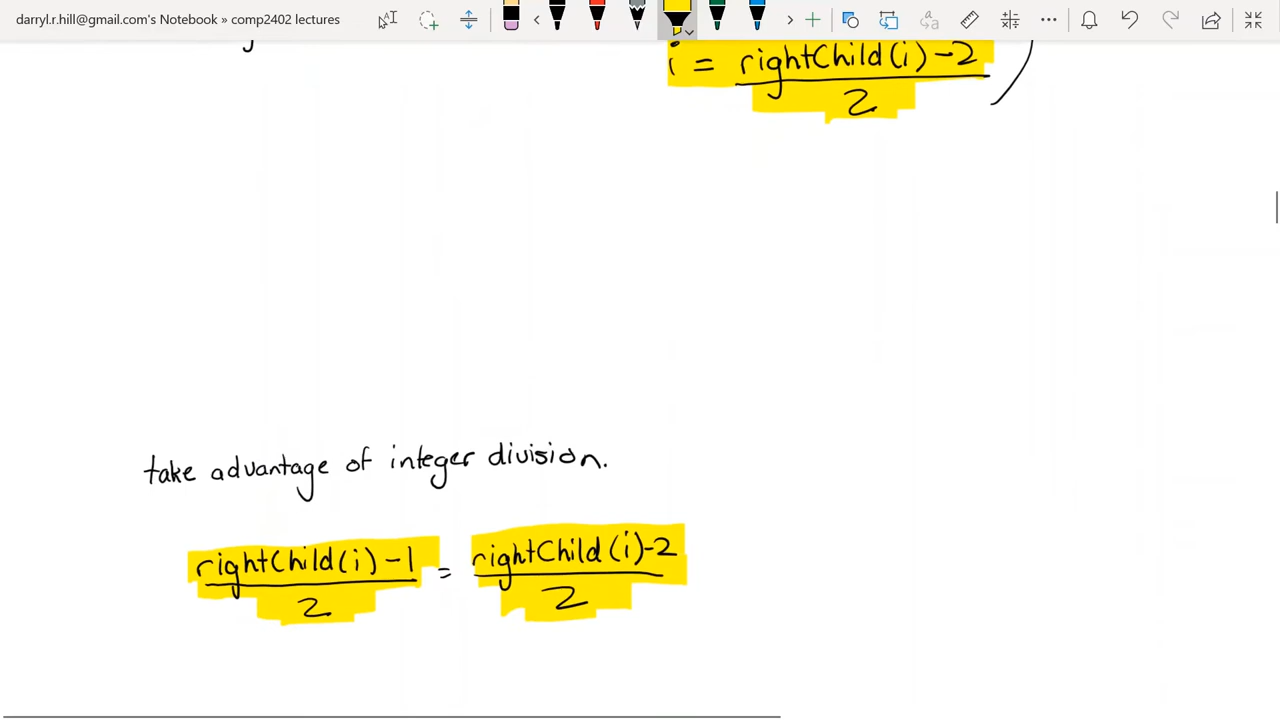 darryl.r.hill@gmail.com's Notebook » comp2402 lectures
i = rightChild(i) - 2
2
take advantage of integer division.
rightChild(i) - 1 = rightChild(i) - 2
2 2